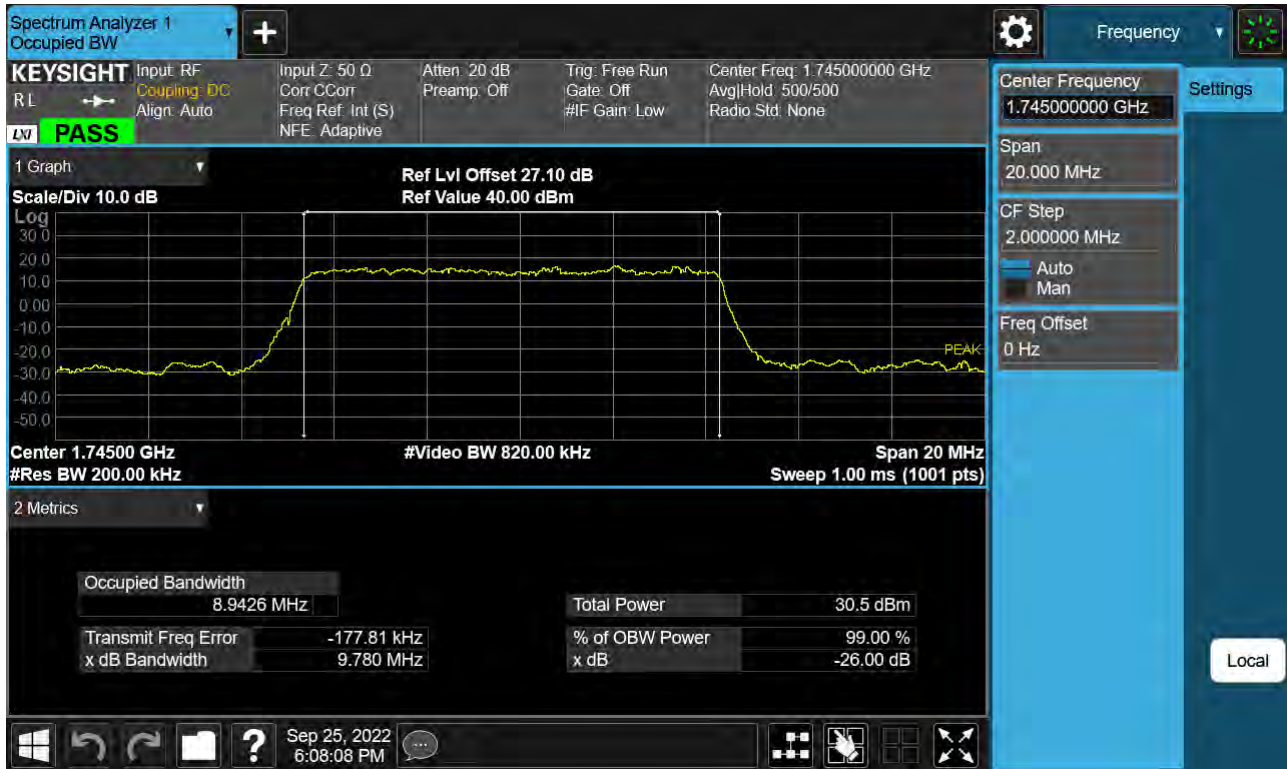 Spectrum Analyzer 1
Occupied BW
+
Frequency
KEYSIGHT
RL
LXI
PASS
Input: RF
Coupling: DC
Align: Auto
Input Z: 50 Ω
Corr CCorr
Freq Ref: Int (S)
NFE: Adaptive
Atten: 20 dB
Preamp: Off
Trig: Free Run
Gate: Off
#IF Gain: Low
Center Freq: 1.745000000 GHz
Avg|Hold: 500/500
Radio Std: None
Center Frequency
1.745000000 GHz
Settings
Span
20.000 MHz
CF Step
2.000000 MHz
Auto
Man
Freq Offset
0 Hz
Local
1 Graph
Scale/Div 10.0 dB
Ref Lvl Offset 27.10 dB
Ref Value 40.00 dBm
Log
30.0
20.0
10.0
0.00
-10.0
-20.0
-30.0
-40.0
-50.0
PEAK
Center 1.74500 GHz
#Video BW 820.00 kHz
Span 20 MHz
#Res BW 200.00 kHz
Sweep 1.00 ms (1001 pts)
2 Metrics
Occupied Bandwidth
8.9426 MHz
Total Power 30.5 dBm
Transmit Freq Error -177.81 kHz
% of OBW Power 99.00 %
x dB Bandwidth 9.780 MHz
x dB -26.00 dB
?
Sep 25, 2022
6:08:08 PM